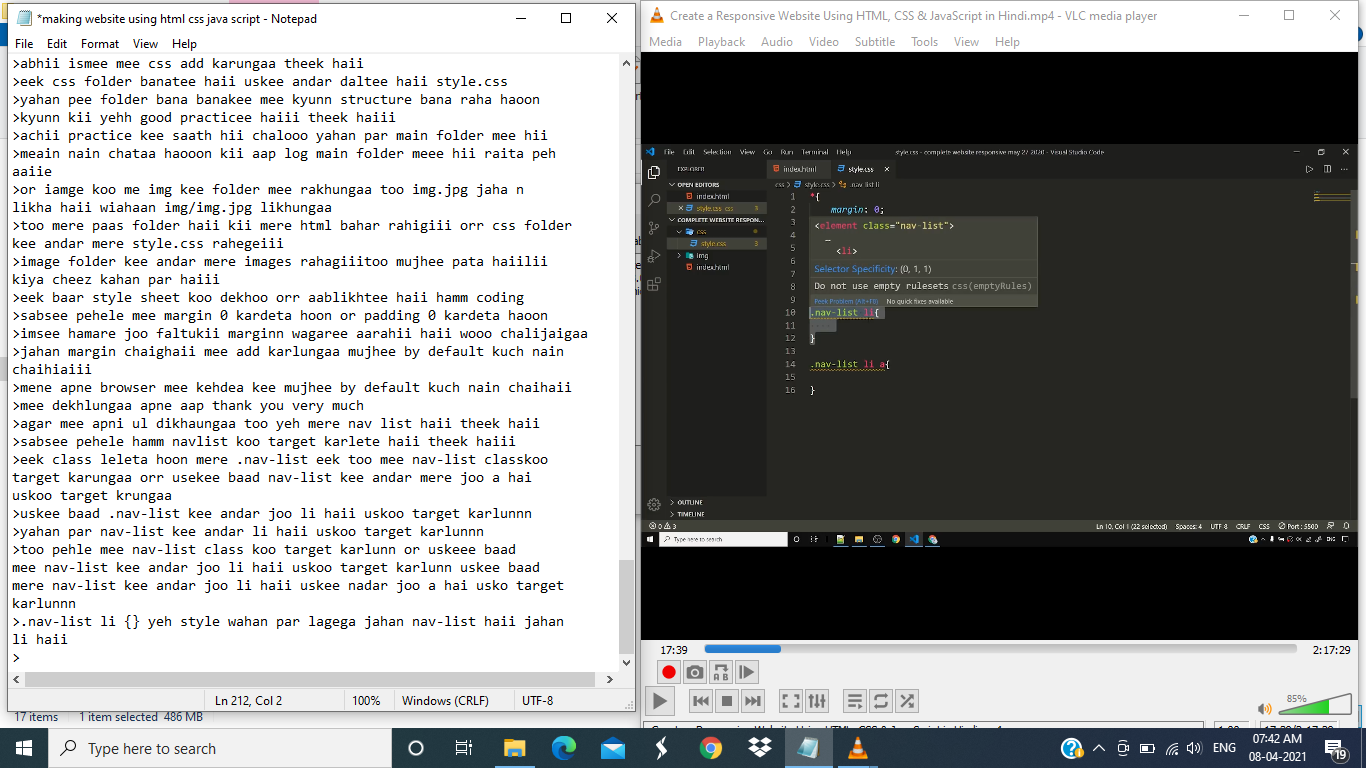 *making website using html css java script - Notepad
File Edit Format View Help
>abhii ismee mee css add karungaa theek haii
>eek css folder banatee haii uskee andar daltee haii style.css
>yahan pee folder bana banakee mee kyunn structure bana raha haoon
>kyunn kii yehh good practicee haiii theek haiii
>achii practice kee saath hii chalooo yahan par main folder mee hii
>meain nain chataa haooon kii aap log main folder meee hii raita peh
aaiie
>or iamge koo me img kee folder mee rakhungaa too img.jpg jaha n
likha haii wiahaan img/img.jpg likhungaa
>too mere paas folder haii kii mere html bahar rahigiii orr css folder
kee andar mere style.css rahegeiii
>image folder kee andar mere images rahagiiitoo mujhee pata haiilii
kiya cheez kahan par haiii
>eek baar style sheet koo dekhoo orr aablikhtee haii hamm coding
>sabsee pehele mee margin 0 kardeta hoon or padding 0 kardeta haoon
>imsee hamare joo faltukii marginn wagaree aarahii haii wooo chalijaigaa
>jahan margin chaighaii mee add karlungaa mujhee by default kuch nain
chaihiaiii
>mene apne browser mee kehdea kee mujhee by default kuch nain chaihaii
>mee dekhlungaa apne aap thank you very much
>agar mee apni ul dikhaungaa too yeh mere nav list haii theek haii
>sabsee pehele hamm navlist koo target karlete haii theek haiii
>eek class leleta hoon mere .nav-list eek too mee nav-list classkoo
target karungaa orr usekee baad nav-list kee andar mere joo a hai
uskoo target krungaa
>uskee baad .nav-list kee andar joo li haii uskoo target karlunnn
>yahan par nav-list kee andar li haii uskoo target karlunnn
>too pehle mee nav-list class koo target karlunn or uskeee baad
mee nav-list kee andar joo li haii uskoo target karlunn uskee baad
mere nav-list kee andar joo li haii uskee nadar joo a hai usko target
karlunnn
>.nav-list li {} yeh style wahan par lagega jahan nav-list haii jahan
li haii
>
Ln 212, Col 2 100% Windows (CRLF) UTF-8
17 items 1 item selected 486 MB
Create a Responsive Website Using HTML, CSS & JavaScript in Hindi.mp4 - VLC media player
Media Playback Audio Video Subtitle Tools View Help
File Edit Selection View Go Run Terminal Help style.css - complete website responsive may 27 2020 - Visual Studio Code
EXPLORER
OPEN EDITORS
index.html
style.css css 3
COMPLETE WEBSITE RESPON...
css
style.css 3
img
index.html
OUTLINE
TIMELINE
index.html style.css
css > style.css > .nav-list li
1 *{
2 margin: 0;
3
4
5
6
7
8
9
<element class="nav-list">
…
<li>
Selector Specificity: (0, 1, 1)
Do not use empty rulesets css(emptyRules)
Peek Problem (Alt+F8) No quick fixes available
10 .nav-list li{
11
12 }
13
14 .nav-list li a{
15
16 }
0 3 Ln 10, Col 1 (22 selected) Spaces: 4 UTF-8 CRLF CSS Port : 5500
Type here to search
ENG
17:39 2:17:29
85%
Type here to search
ENG 07:42 AM
08-04-2021
19